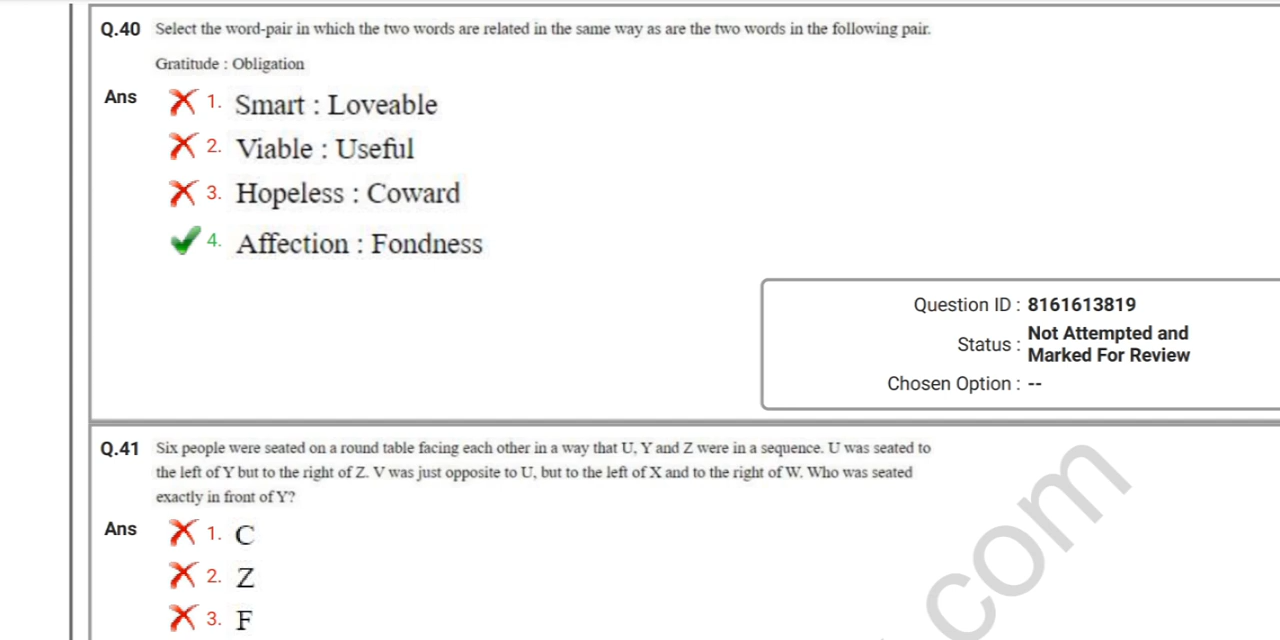 Q.40 Select the word-pair in which the two words are related in the same way as are the two words in the following pair.
Gratitude : Obligation
Ans 1. Smart : Loveable
2. Viable : Useful
3. Hopeless : Coward
4. Affection : Fondness
Question ID : 8161613819
Status : Not Attempted and
Marked For Review
Chosen Option : --
Q.41 Six people were seated on a round table facing each other in a way that U, Y and Z were in a sequence. U was seated to
the left of Y but to the right of Z. V was just opposite to U, but to the left of X and to the right of W. Who was seated
exactly in front of Y?
Ans 1. C
2. Z
3. F
com